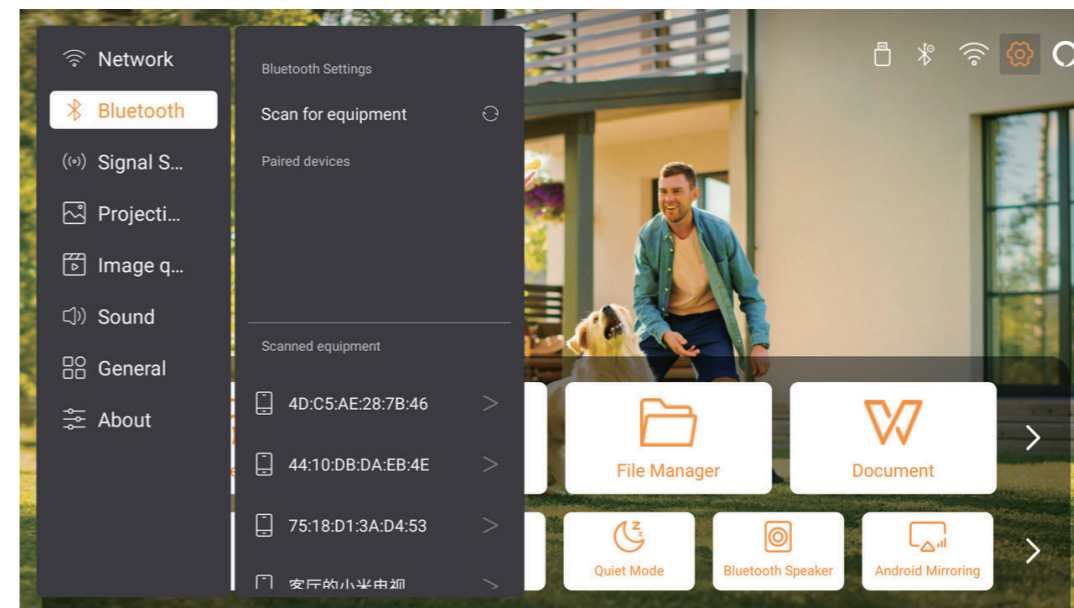 Network
Bluetooth
Signal S...
Projecti...
Image q...
Sound
General
About
Bluetooth Settings
Scan for equipment
Paired devices
Scanned equipment
4D:C5:AE:28:7B:46
44:10:DB:DA:EB:4E
75:18:D1:3A:D4:53
客厅的小米电视
File Manager
Document
Quiet Mode
Bluetooth Speaker
Android Mirroring